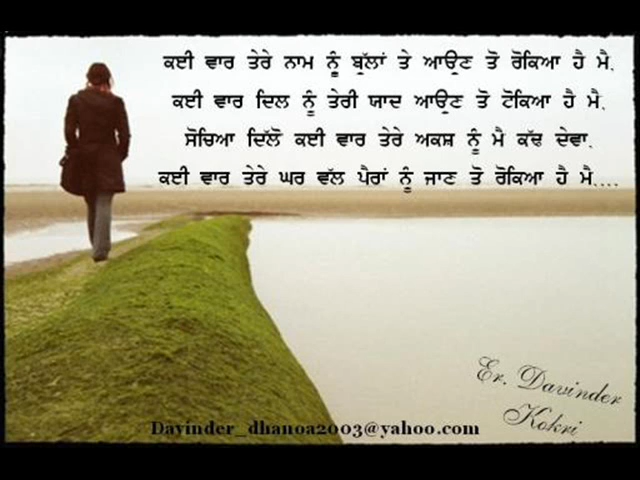 ਕਈ ਵਾਰ ਤੇਰੇ ਨਾਮ ਨੂੰ ਬੁੱਲਾਂ ਤੇ ਆਉਣ ਤੋ ਰੋਕਿਆ ਹੈ ਮੈ.
ਕਈ ਵਾਰ ਦਿਲ ਨੂੰ ਤੇਰੀ ਯਾਦ ਆਉਣ ਤੋ ਟੋਕਿਆ ਹੈ ਮੈ.
ਸੋਚਿਆ ਦਿੱਲੋਂ ਕਈ ਵਾਰ ਤੇਰੇ ਅਕਸ਼ ਨੂੰ ਮੈ ਕੱਢ ਦੇਵਾ.
ਕਈ ਵਾਰ ਤੇਰੇ ਘਰ ਵੱਲ ਪੈਰਾਂ ਨੂੰ ਜਾਣ ਤੋ ਰੋਕਿਆ ਹੈ ਮੈ....
Er. Davinder
Kokri
Davinder_dhanoa2003@yahoo.com